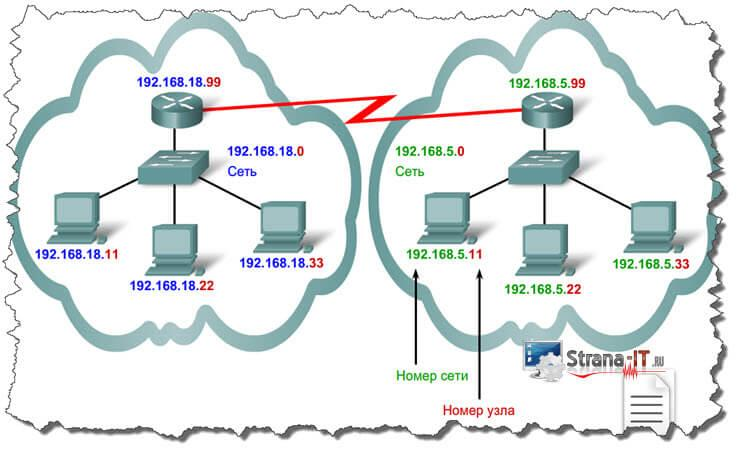 192.168.18.99
192.168.5.99
192.168.18.0
Сеть
192.168.5.0
Сеть
192.168.18.11
192.168.18.22
192.168.18.33
192.168.5.11
192.168.5.22
192.168.5.33
Номер сети
Номер узла
Strana-IT.RU